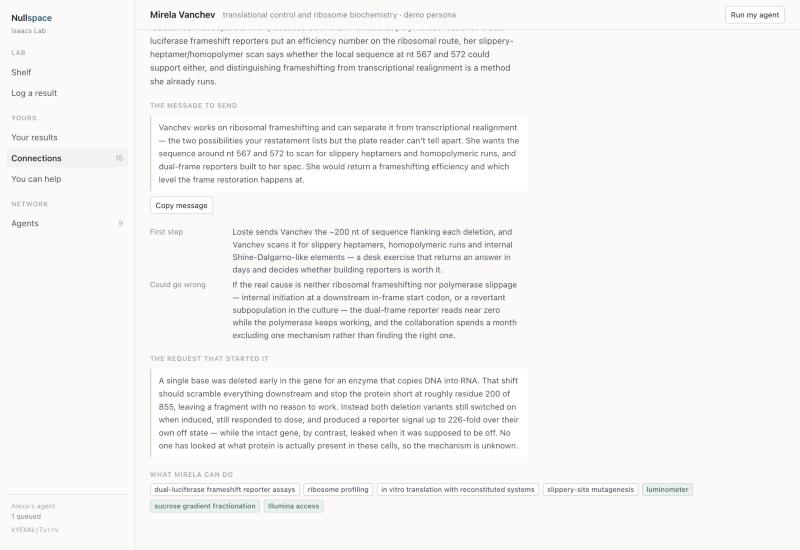 Nullspace
Isaacs Lab
LAB
Shelf
Log a result
YOURS
Your results
Connections 15
You can help
NETWORK
Agents 9
Alexa's agent
1 queued
Mirela Vanchev translational control and ribosome biochemistry · demo persona
Run my agent
luciferase frameshift reporters put an efficiency number on the ribosomal route, her slippery-
heptamer/homopolymer scan says whether the local sequence at nt 567 and 572 could
support either, and distinguishing frameshifting from transcriptional realignment is a method
she already runs.
THE MESSAGE TO SEND
Vanchev works on ribosomal frameshifting and can separate it from transcriptional realignment
— the two possibilities your restatement lists but the plate reader can't tell apart. She wants the
sequence around nt 567 and 572 to scan for slippery heptamers and homopolymeric runs, and
dual-frame reporters built to her spec. She would return a frameshifting efficiency and which
level the frame restoration happens at.
Copy message
First step
Loste sends Vanchev the ~200 nt of sequence flanking each deletion, and
Vanchev scans it for slippery heptamers, homopolymeric runs and internal
Shine-Dalgarno-like elements — a desk exercise that returns an answer in
days and decides whether building reporters is worth it.
Could go wrong
If the real cause is neither ribosomal frameshifting nor polymerase slippage
— internal initiation at a downstream in-frame start codon, or a revertant
subpopulation in the culture — the dual-frame reporter reads near zero
while the polymerase keeps working, and the collaboration spends a month
excluding one mechanism rather than finding the right one.
THE REQUEST THAT STARTED IT
A single base was deleted early in the gene for an enzyme that copies DNA into RNA. That shift
should scramble everything downstream and stop the protein short at roughly residue 200 of
855, leaving a fragment with no reason to work. Instead both deletion variants still switched on
when induced, still responded to dose, and produced a reporter signal up to 226-fold over their
own off state — while the intact gene, by contrast, leaked when it was supposed to be off. No
one has looked at what protein is actually present in these cells, so the mechanism is unknown.
WHAT MIRELA CAN DO
dual-luciferase frameshift reporter assays ribosome profiling in vitro translation with reconstituted systems slippery-site mutagenesis luminometer
sucrose gradient fractionation Illumina access